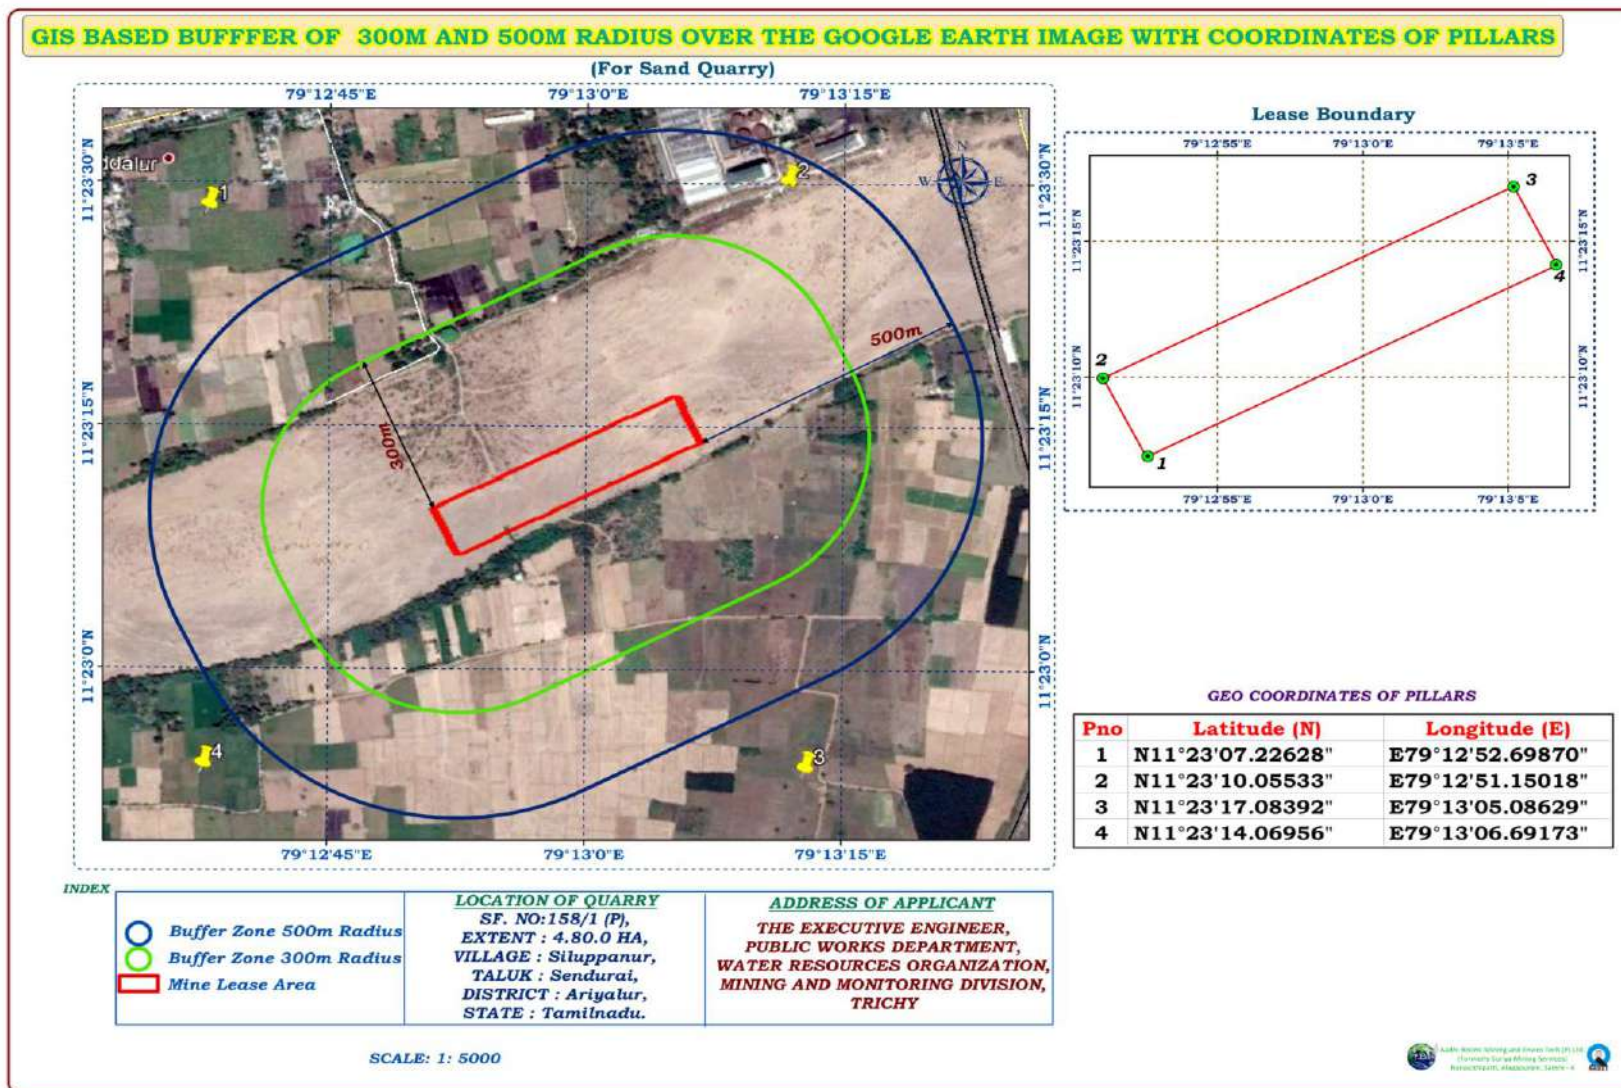 GIS BASED BUFFFER OF 300M AND 500M RADIUS OVER THE GOOGLE EARTH IMAGE WITH COORDINATES OF PILLARS
(For Sand Quarry)
79°12'45"E 79°13'0"E 79°13'15"E
11°23'30"N
11°23'15"N
11°23'0"N
ddalur
1
2
3
4
N
W E
500m
300m
11°23'30"N
11°23'15"N
11°23'0"N
79°12'45"E 79°13'0"E 79°13'15"E
Lease Boundary
79°12'55"E 79°13'0"E 79°13'5"E
11°23'15"N
11°23'10"N
3
4
2
1
11°23'15"N
11°23'10"N
79°12'55"E 79°13'0"E 79°13'5"E
GEO COORDINATES OF PILLARS
Pno Latitude (N) Longitude (E)
1 N11°23'07.22628" E79°12'52.69870"
2 N11°23'10.05533" E79°12'51.15018"
3 N11°23'17.08392" E79°13'05.08629"
4 N11°23'14.06956" E79°13'06.69173"
INDEX
Buffer Zone 500m Radius
Buffer Zone 300m Radius
Mine Lease Area
LOCATION OF QUARRY
SF. NO:158/1 (P),
EXTENT : 4.80.0 HA,
VILLAGE : Siluppanur,
TALUK : Sendurai,
DISTRICT : Ariyalur,
STATE : Tamilnadu.
ADDRESS OF APPLICANT
THE EXECUTIVE ENGINEER,
PUBLIC WORKS DEPARTMENT,
WATER RESOURCES ORGANIZATION,
MINING AND MONITORING DIVISION,
TRICHY
SCALE: 1: 5000